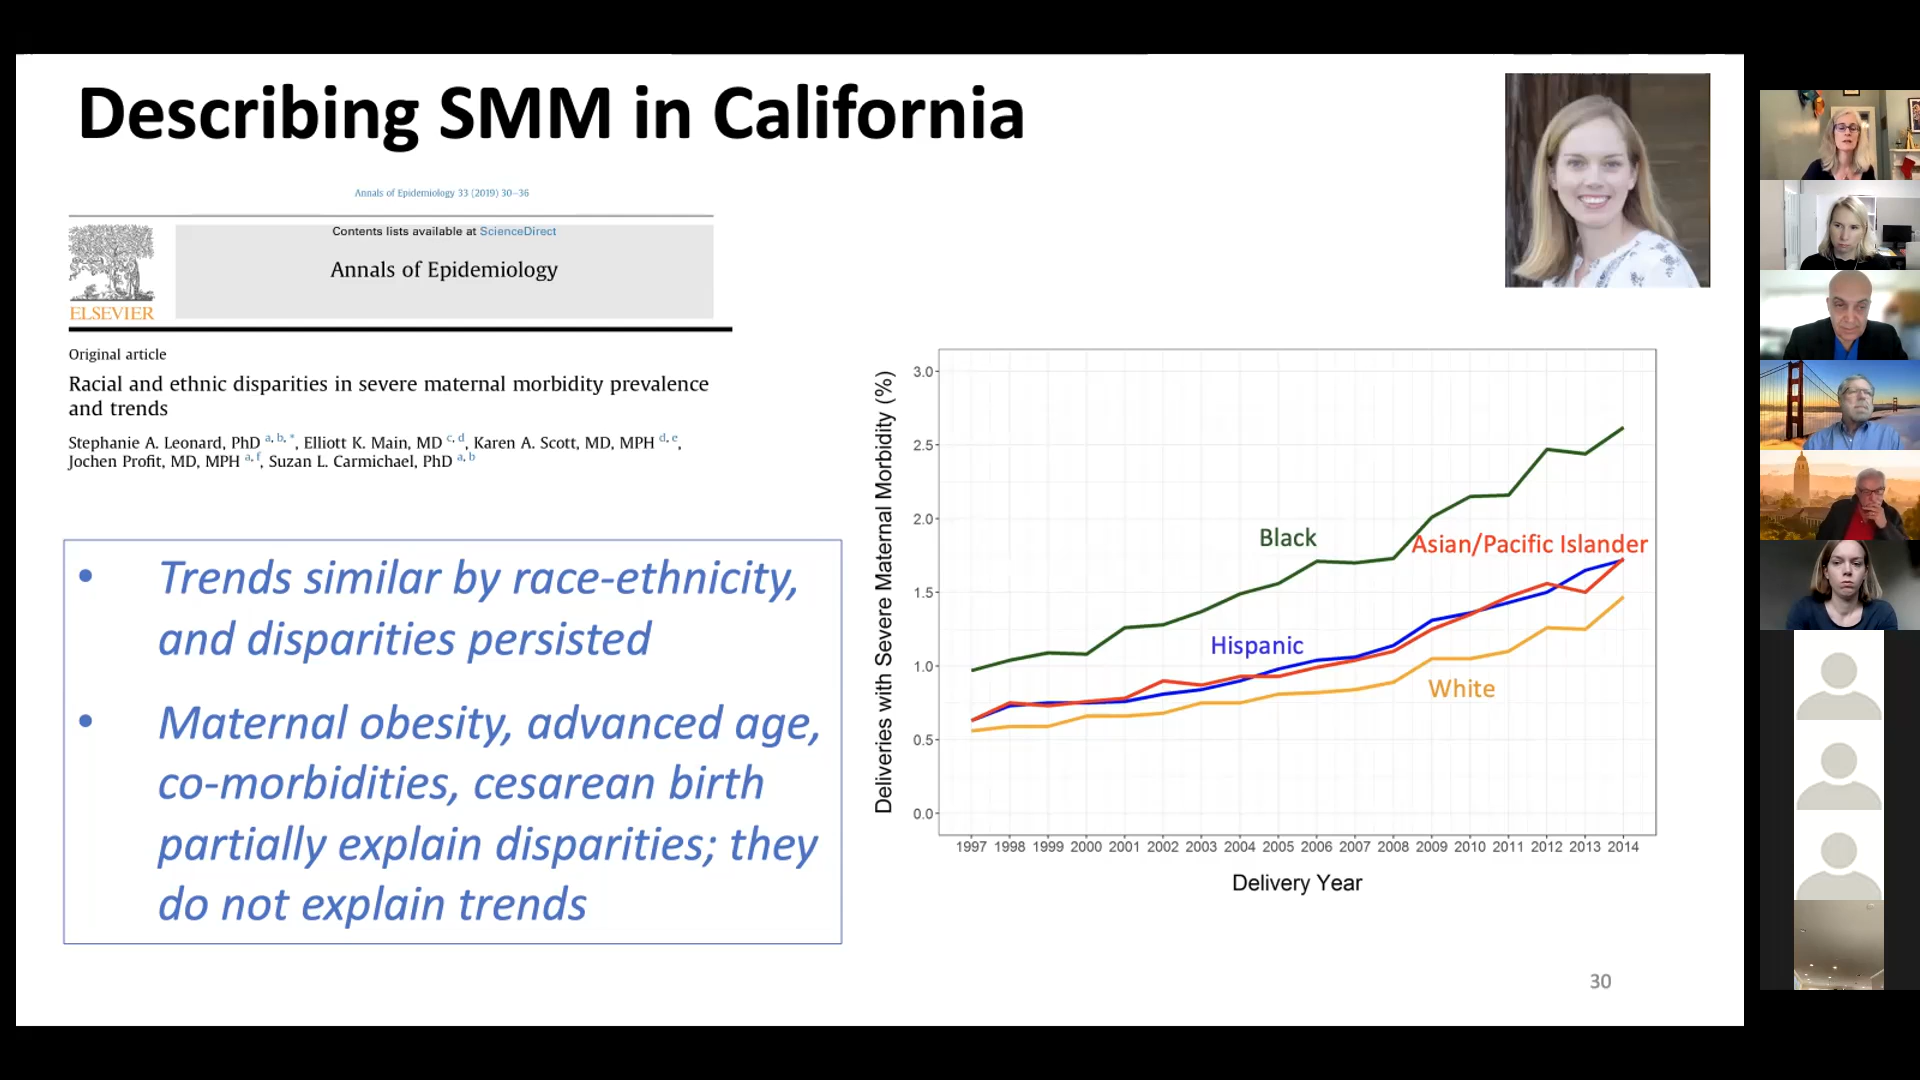 Describing SMM in California
Annals of Epidemiology 33 (2019) 30–36
Contents lists available at ScienceDirect
Annals of Epidemiology
ELSEVIER
Original article
Racial and ethnic disparities in severe maternal morbidity prevalence
and trends
Stephanie A. Leonard, PhD a, b, *, Elliott K. Main, MD c, d, Karen A. Scott, MD, MPH d, e,
Jochen Profit, MD, MPH a, f, Suzan L. Carmichael, PhD a, b
• Trends similar by race-ethnicity,
and disparities persisted
• Maternal obesity, advanced age,
co-morbidities, cesarean birth
partially explain disparities; they
do not explain trends
Deliveries with Severe Maternal Morbidity (%)
3.0
2.5
2.0
1.5
1.0
0.5
0.0
Black
Asian/Pacific Islander
Hispanic
White
1997 1998 1999 2000 2001 2002 2003 2004 2005 2006 2007 2008 2009 2010 2011 2012 2013 2014
Delivery Year
30